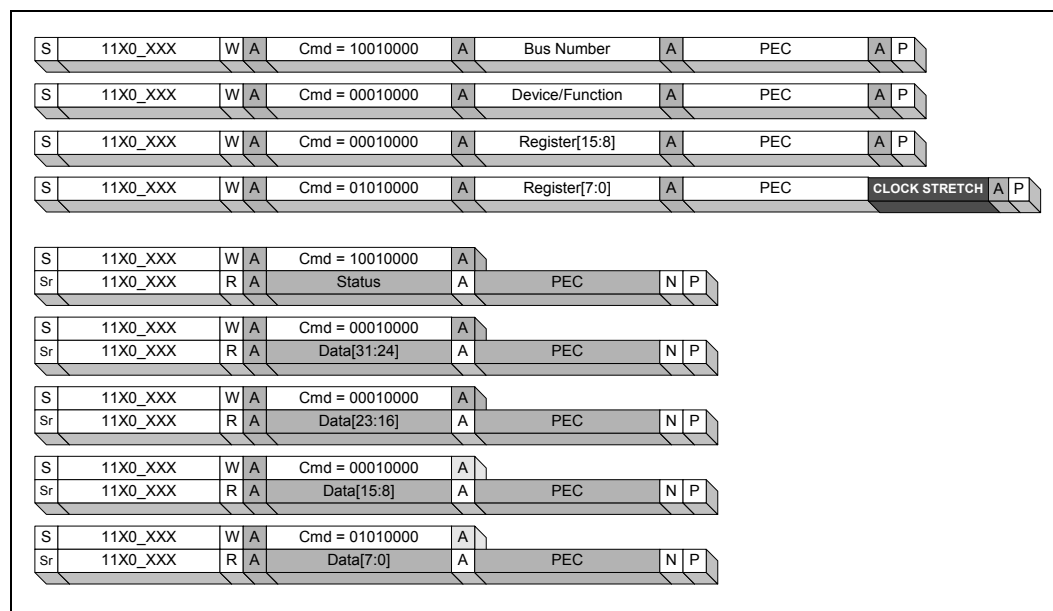 S 11X0_XXX W A Cmd = 10010000 A Bus Number A PEC A P
S 11X0_XXX W A Cmd = 00010000 A Device/Function A PEC A P
S 11X0_XXX W A Cmd = 00010000 A Register[15:8] A PEC A P
S 11X0_XXX W A Cmd = 01010000 A Register[7:0] A PEC CLOCK STRETCH A P
S 11X0_XXX W A Cmd = 10010000 A
Sr 11X0_XXX R A Status A PEC N P
S 11X0_XXX W A Cmd = 00010000 A
Sr 11X0_XXX R A Data[31:24] A PEC N P
S 11X0_XXX W A Cmd = 00010000 A
Sr 11X0_XXX R A Data[23:16] A PEC N P
S 11X0_XXX W A Cmd = 00010000 A
Sr 11X0_XXX R A Data[15:8] A PEC N P
S 11X0_XXX W A Cmd = 01010000 A
Sr 11X0_XXX R A Data[7:0] A PEC N P